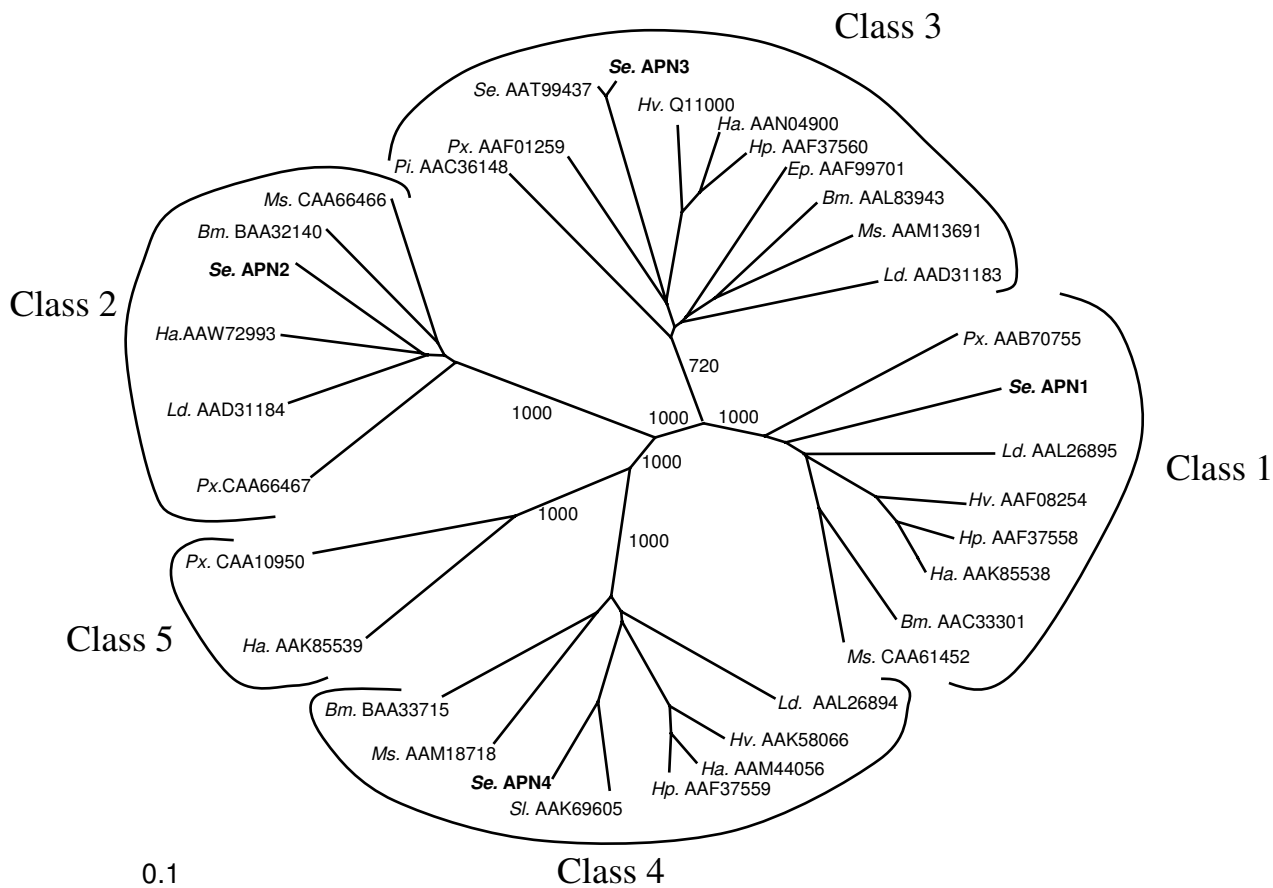 Class 3
Se. APN3
Se. AAT99437
Hv. Q11000
Ha. AAN04900
Px. AAF01259
Hp. AAF37560
Pi. AAC36148
Ep. AAF99701
Ms. CAA66466
Bm. AAL83943
Bm. BAA32140
Ms. AAM13691
Se. APN2
Ld. AAD31183
Class 2
Ha.AAW72993
Px. AAB70755
720
Se. APN1
Ld. AAD31184
1000
1000
1000
Ld. AAL26895
1000
Class 1
Px.CAA66467
Hv. AAF08254
1000
Hp. AAF37558
1000
Px. CAA10950
Ha. AAK85538
Bm. AAC33301
Class 5
Ha. AAK85539
Ms. CAA61452
Bm. BAA33715
Ld. AAL26894
Ms. AAM18718
Hv. AAK58066
Ha. AAM44056
Se. APN4
Hp. AAF37559
Sl. AAK69605
0.1
Class 4